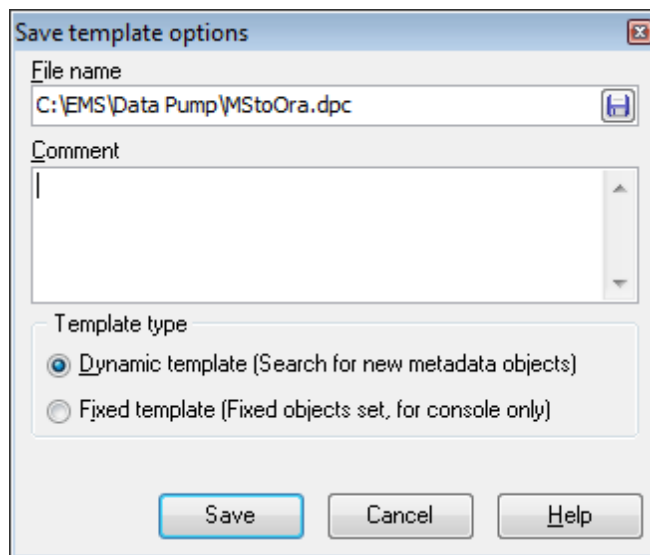 Save template options
File name
C:\EMS\Data Pump\MStoOra.dpc
Comment
Template type
Dynamic template (Search for new metadata objects)
Fixed template (Fixed objects set, for console only)
Save Cancel Help